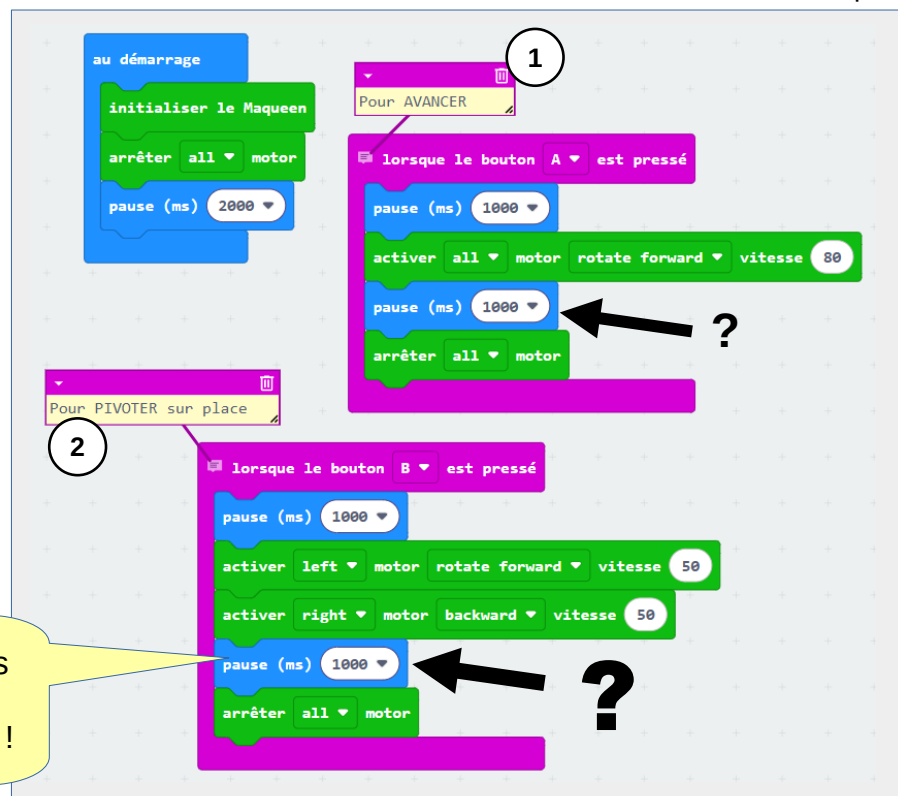 au démarrage
initialiser le Maqueen
arrêter all motor
pause (ms) 2000
1
Pour AVANCER
lorsque le bouton A est pressé
pause (ms) 1000
activer all motor rotate forward vitesse 80
pause (ms) 1000
?
arrêter all motor
Pour PIVOTER sur place
2
lorsque le bouton B est pressé
pause (ms) 1000
activer left motor rotate forward vitesse 50
activer right motor backward vitesse 50
pause (ms) 1000
?
arrêter all motor
!